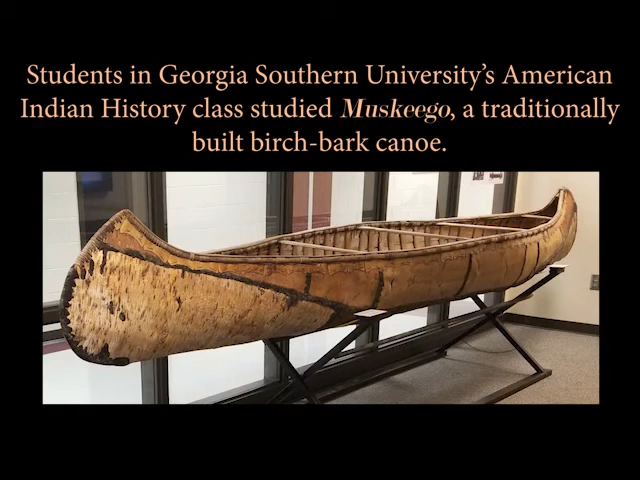 Students in Georgia Southern University’s American
Indian History class studied Muskeego, a traditionally
built birch-bark canoe.